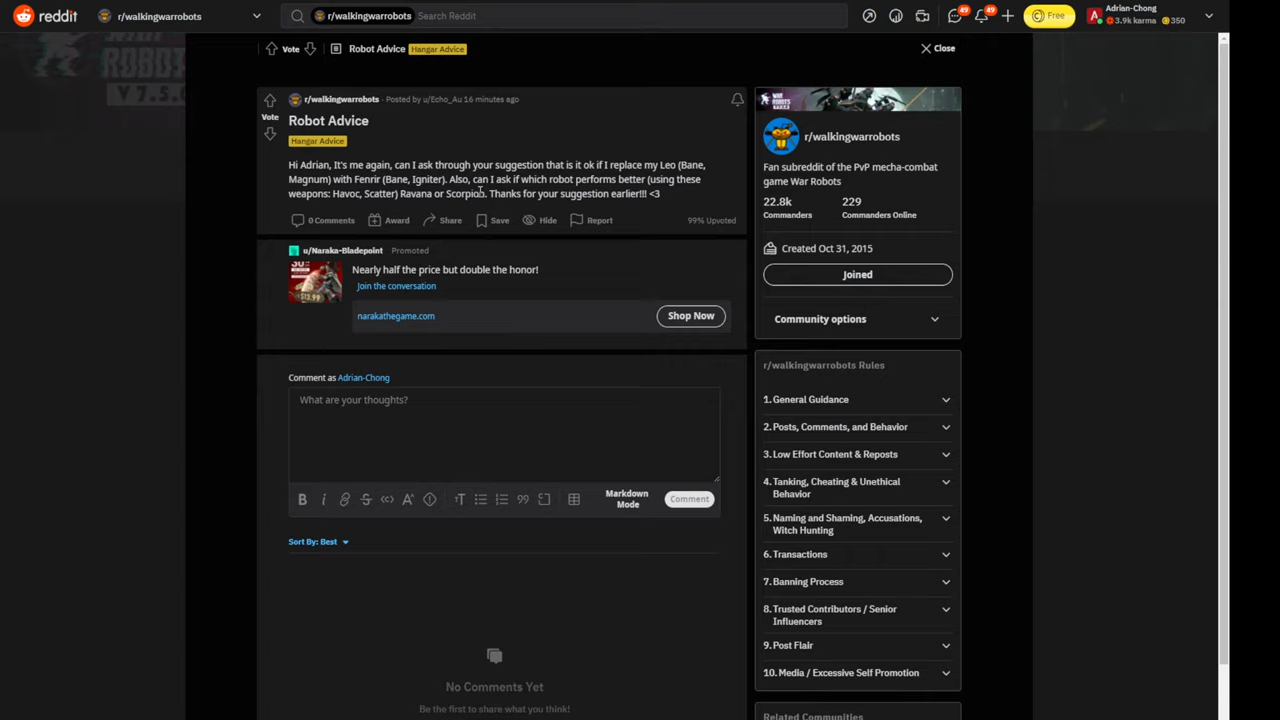 reddit
r/walkingwarrobots
r/walkingwarrobots
Search Reddit
49
49
Free
Adrian-Chong
3.9k karma
350
Vote
Robot Advice
Hangar Advice
Close
r/walkingwarrobots · Posted by u/Echo_Au 16 minutes ago
Vote
Robot Advice
Hangar Advice
Hi Adrian, It's me again, can I ask through your suggestion that is it ok if I replace my Leo (Bane,
Magnum) with Fenrir (Bane, Igniter). Also, can I ask if which robot performs better (using these
weapons: Havoc, Scatter) Ravana or Scorpion. Thanks for your suggestion earlier!!! <3
0 Comments
Award
Share
Save
Hide
Report
99% Upvoted
u/Naraka-Bladepoint
Promoted
Nearly half the price but double the honor!
Join the conversation
$13.99
narakathegame.com
Shop Now
Comment as Adrian-Chong
What are your thoughts?
Markdown
Mode
Comment
Sort By: Best
No Comments Yet
Be the first to share what you think!
r/walkingwarrobots
Fan subreddit of the PvP mecha-combat
game War Robots
22.8k
Commanders
229
Commanders Online
Created Oct 31, 2015
Joined
Community options
r/walkingwarrobots Rules
1. General Guidance
2. Posts, Comments, and Behavior
3. Low Effort Content & Reposts
4. Tanking, Cheating & Unethical
Behavior
5. Naming and Shaming, Accusations,
Witch Hunting
6. Transactions
7. Banning Process
8. Trusted Contributors / Senior
Influencers
9. Post Flair
10. Media / Excessive Self Promotion
Related Communities